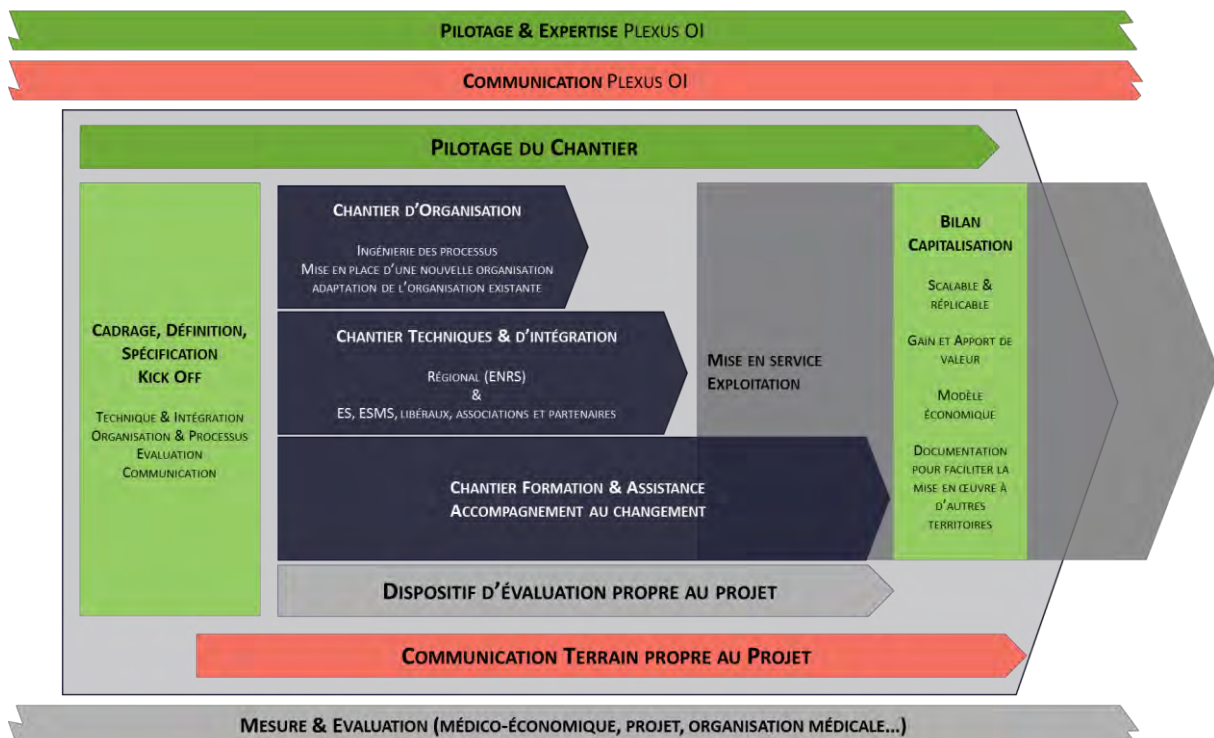 Pilotage & Expertise Plexus OI
Communication Plexus OI
Pilotage du Chantier
Cadrage, Définition,
Spécification
Kick Off
Technique & Intégration
Organisation & Processus
Evaluation
Communication
Chantier d'Organisation
Ingénierie des processus
Mise en place d'une nouvelle organisation
adaptation de l'organisation existante
Chantier Techniques & d'intégration
Régional (ENRS)
&
ES, ESMS, libéraux, associations et partenaires
Chantier Formation & Assistance
Accompagnement au changement
Mise en service
Exploitation
Bilan
Capitalisation
Scalable &
réplicable
Gain et Apport de
valeur
Modèle
économique
Documentation
pour faciliter la
mise en œuvre à
d'autres
territoires
Dispositif d'évaluation propre au projet
Communication Terrain propre au Projet
Mesure & Evaluation (médico-économique, projet, organisation médicale...)